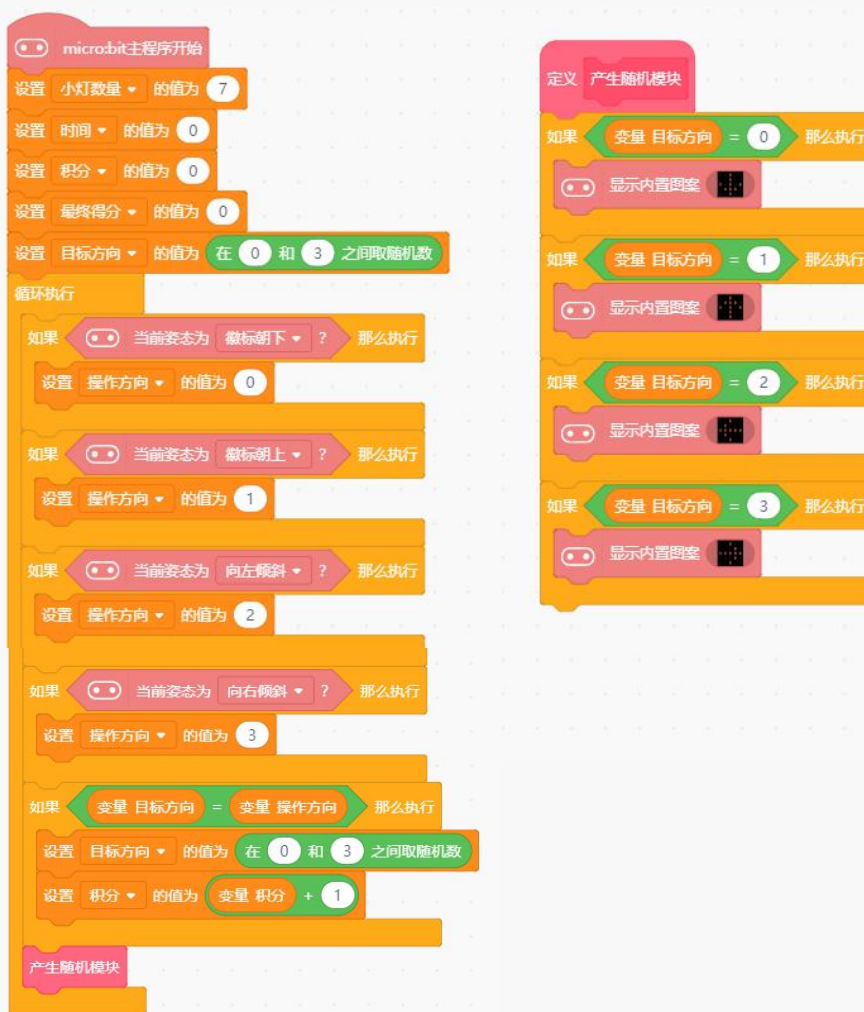 micro:bit主程序开始
设置 小灯数量 的值为 7
设置 时间 的值为 0
设置 积分 的值为 0
设置 最终得分 的值为 0
设置 目标方向 的值为 在 0 和 3 之间取随机数
循环执行
如果 当前姿态为 徽标朝下 ? 那么执行
设置 操作方向 的值为 0
如果 当前姿态为 徽标朝上 ? 那么执行
设置 操作方向 的值为 1
如果 当前姿态为 向左倾斜 ? 那么执行
设置 操作方向 的值为 2
如果 当前姿态为 向右倾斜 ? 那么执行
设置 操作方向 的值为 3
如果 变量 目标方向 = 变量 操作方向 那么执行
设置 目标方向 的值为 在 0 和 3 之间取随机数
设置 积分 的值为 变量 积分 + 1
产生随机模块
定义 产生随机模块
如果 变量 目标方向 = 0 那么执行
显示内置图案
如果 变量 目标方向 = 1 那么执行
显示内置图案
如果 变量 目标方向 = 2 那么执行
显示内置图案
如果 变量 目标方向 = 3 那么执行
显示内置图案